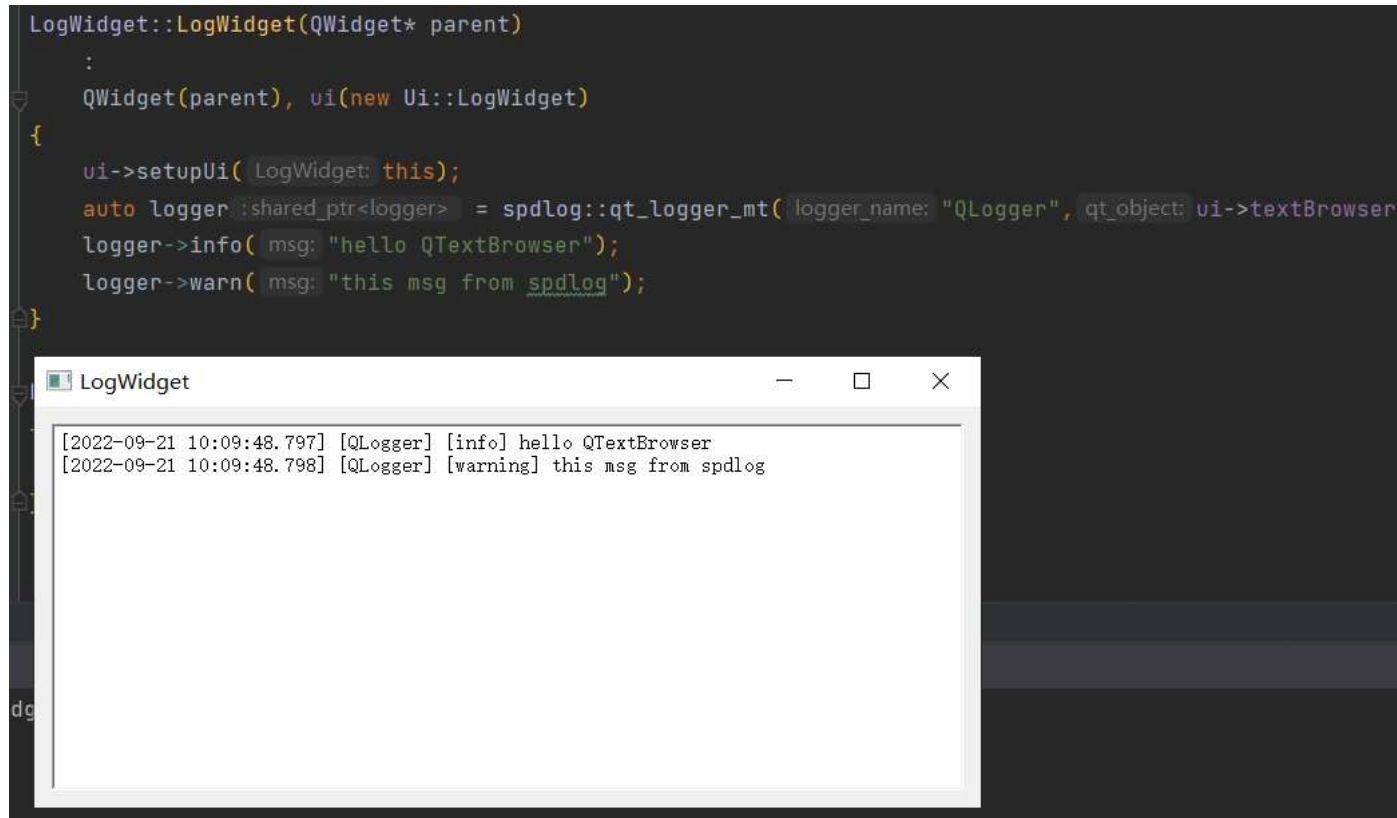 LogWidget::LogWidget(QWidget* parent)
:
QWidget(parent), ui(new Ui::LogWidget)
{
ui->setupUi( LogWidget: this);
auto logger :shared_ptr<logger> = spdlog::qt_logger_mt( logger_name: "QLogger", qt_object: ui->textBrowser
logger->info( msg: "hello QTextBrowser");
logger->warn( msg: "this msg from spdlog");
}
LogWidget
[2022-09-21 10:09:48.797] [QLogger] [info] hello QTextBrowser
[2022-09-21 10:09:48.798] [QLogger] [warning] this msg from spdlog
dg